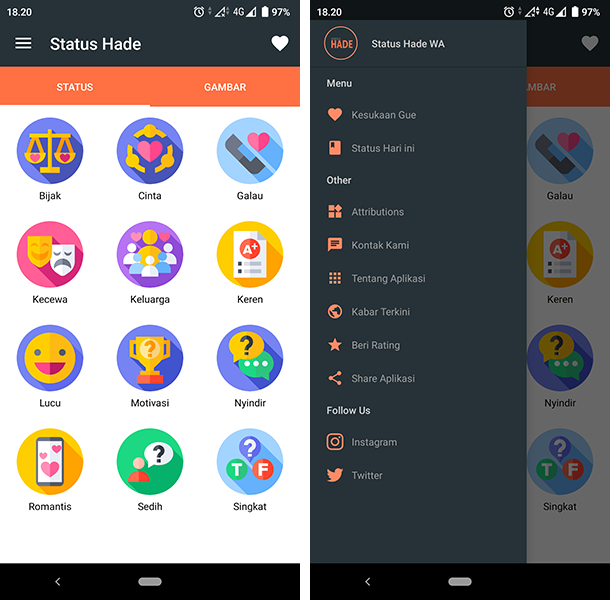 18.20
4G
97%
Status Hade
STATUS
GAMBAR
Bijak
Cinta
Galau
Kecewa
A+
Keluarga
Keren
Lucu
?
Motivasi
?
Nyindir
Romantis
?
Sedih
?
T
F
Singkat
18.20
4G
97%
HADE
Status Hade WA
Menu
Kesukaan Gue
Status Hari ini
Other
Attributions
Kontak Kami
Tentang Aplikasi
Kabar Terkini
Beri Rating
Share Aplikasi
Follow Us
Instagram
Twitter
MBAR
Galau
A+
Keren
?
Nyindir
?
T
F
Singkat